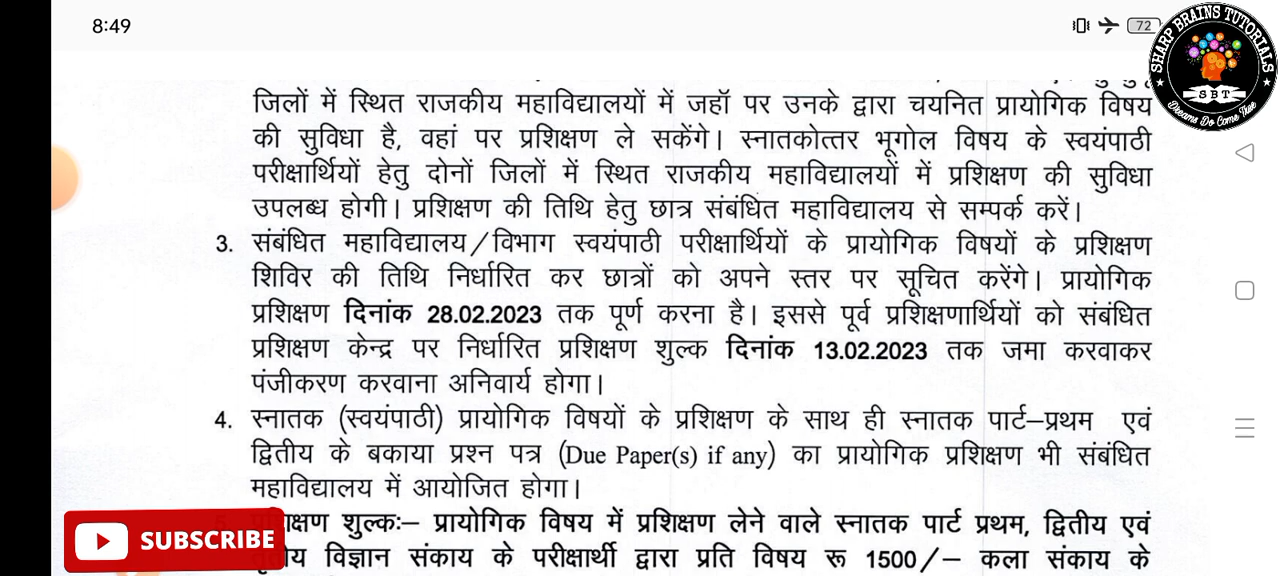 8:49
72
SHARP BRAINS TUTORIALS
SBT
Dreams Do Come True
जिलों में स्थित राजकीय महाविद्यालयों में जहॉ पर उनके द्वारा चयनित प्रायोगिक विषय
की सुविधा है, वहां पर प्रशिक्षण ले सकेंगे। स्नातकोत्तर भूगोल विषय के स्वयंपाठी
परीक्षार्थियों हेतु दोनों जिलों में स्थित राजकीय महाविद्यालयों में प्रशिक्षण की सुविधा
उपलब्ध होगी। प्रशिक्षण की तिथि हेतु छात्र संबंधित महाविद्यालय से सम्पर्क करें।
3. संबंधित महाविद्यालय/विभाग स्वयंपाठी परीक्षार्थियों के प्रायोगिक विषयों के प्रशिक्षण
शिविर की तिथि निर्धारित कर छात्रों को अपने स्तर पर सूचित करेंगे। प्रायोगिक
प्रशिक्षण दिनांक 28.02.2023 तक पूर्ण करना है। इससे पूर्व प्रशिक्षणार्थियों को संबंधित
प्रशिक्षण केन्द्र पर निर्धारित प्रशिक्षण शुल्क दिनांक 13.02.2023 तक जमा करवाकर
पंजीकरण करवाना अनिवार्य होगा।
4. स्नातक (स्वयंपाठी) प्रायोगिक विषयों के प्रशिक्षण के साथ ही स्नातक पार्ट–प्रथम एवं
द्वितीय के बकाया प्रश्न पत्र (Due Paper(s) if any) का प्रायोगिक प्रशिक्षण भी संबंधित
महाविद्यालय में आयोजित होगा।
शुल्कः– प्रायोगिक विषय में प्रशिक्षण लेने वाले स्नातक पार्ट प्रथम, द्वितीय एवं
विज्ञान संकाय के परीक्षार्थी द्वारा प्रति विषय रू 1500/– कला संकाय के
SUBSCRIBE